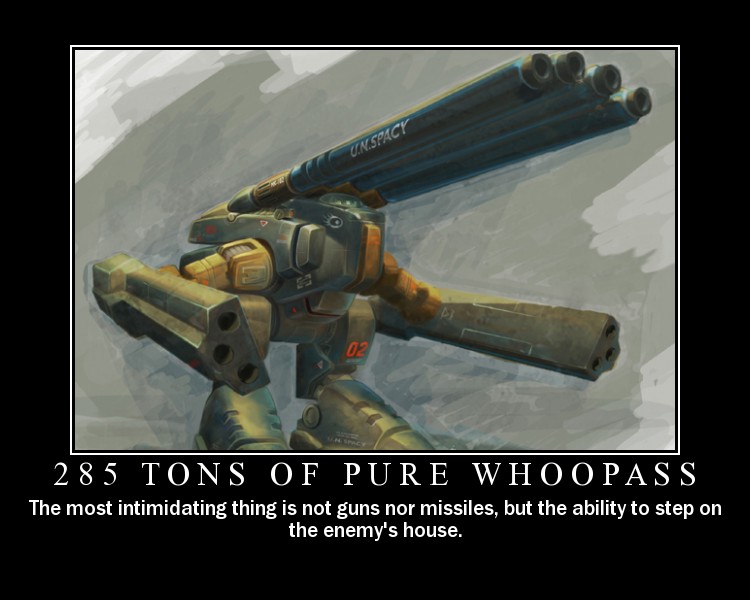 U.N.SPACY
02
U.N.SPACY
285 TONS OF PURE WHOOPASS
The most intimidating thing is not guns nor missiles, but the ability to step on
the enemy's house.